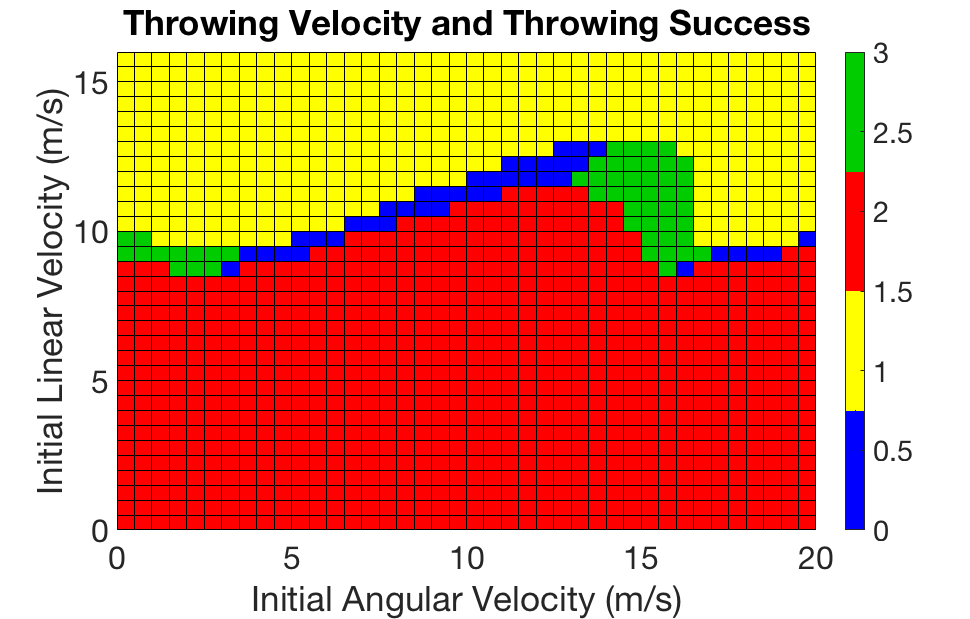 Throwing Velocity and Throwing Success
Initial Linear Velocity (m/s)
15
10
5
0
0 5 10 15 20
Initial Angular Velocity (m/s)
3
2.5
2
1.5
1
0.5
0